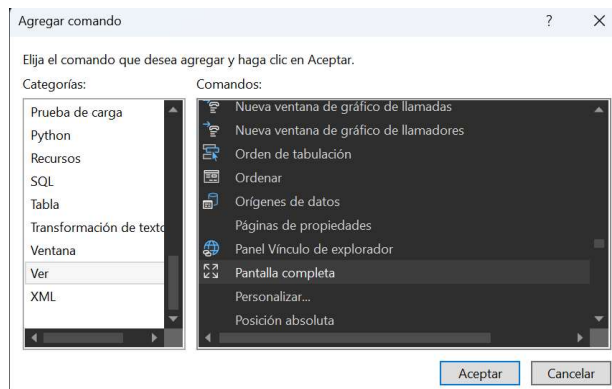 Agregar comando
Elija el comando que desea agregar y haga clic en Aceptar.
Categorías:
Comandos:
Prueba de carga
Python
Recursos
SQL
Tabla
Transformación de texto
Ventana
Ver
XML
Nueva ventana de gráfico de llamadas
Nueva ventana de gráfico de llamadores
Orden de tabulación
Ordenar
Orígenes de datos
Páginas de propiedades
Panel Vínculo de explorador
Pantalla completa
Personalizar...
Posición absoluta
Aceptar
Cancelar